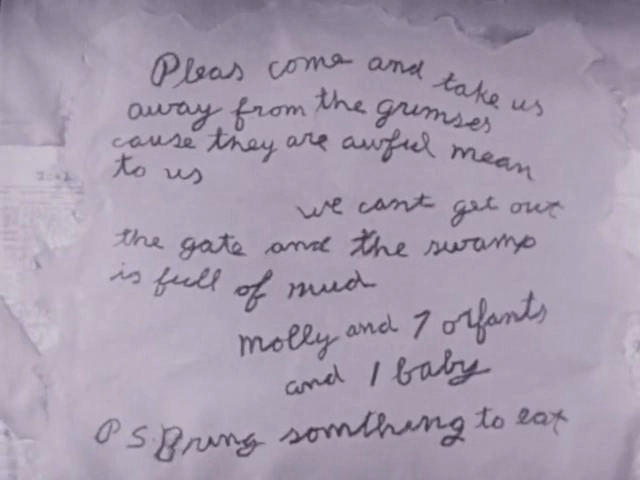 Pleas come and take us
away from the grimses
cause they are awful mean
to us
we cant get out
the gate and the swamp
is full of mud
molly and 7 orfants
and 1 baby
P S Bring somthing to eat